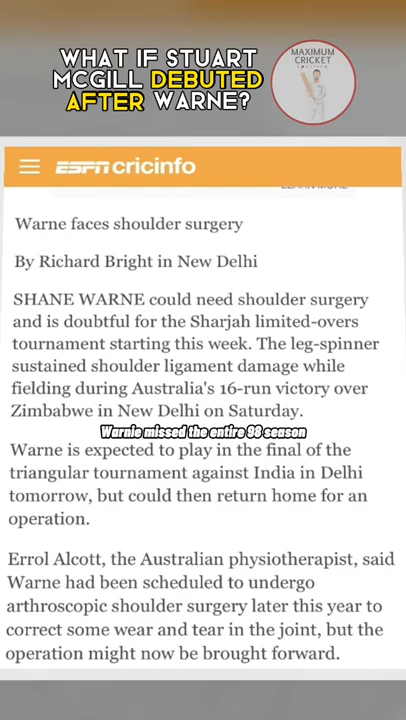 WHAT IF STUART
MCGILL DEBUTED
AFTER WARNE?
MAXIMUM
CRICKET
ESPN cricinfo
LEARN MORE
Warne faces shoulder surgery
By Richard Bright in New Delhi
SHANE WARNE could need shoulder surgery
and is doubtful for the Sharjah limited-overs
tournament starting this week. The leg-spinner
sustained shoulder ligament damage while
fielding during Australia's 16-run victory over
Zimbabwe in New Delhi on Saturday.
Warnie missed the entire 98 season
Warne is expected to play in the final of the
triangular tournament against India in Delhi
tomorrow, but could then return home for an
operation.
Errol Alcott, the Australian physiotherapist, said
Warne had been scheduled to undergo
arthroscopic shoulder surgery later this year to
correct some wear and tear in the joint, but the
operation might now be brought forward.